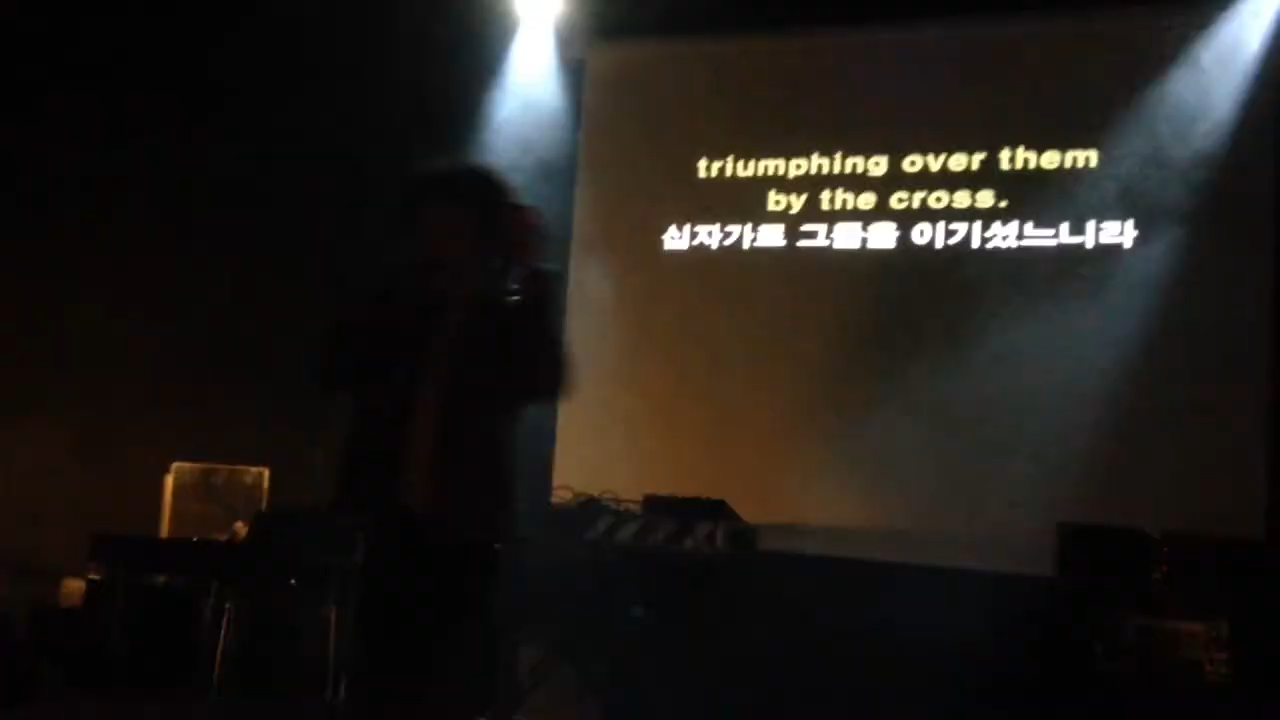 triumphing over them
by the cross.
십자가로 그들을 이기셨느니라